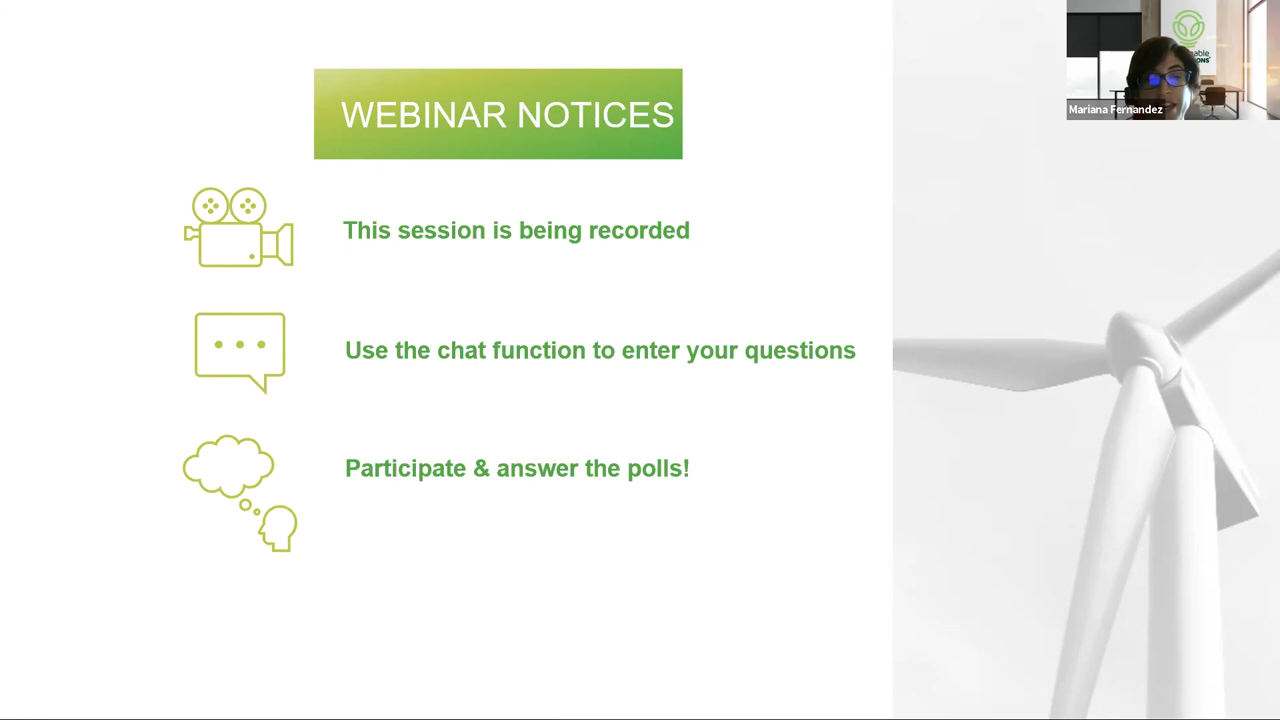 WEBINAR NOTICES
This session is being recorded
Use the chat function to enter your questions
Participate & answer the polls!
Mariana Fernandez